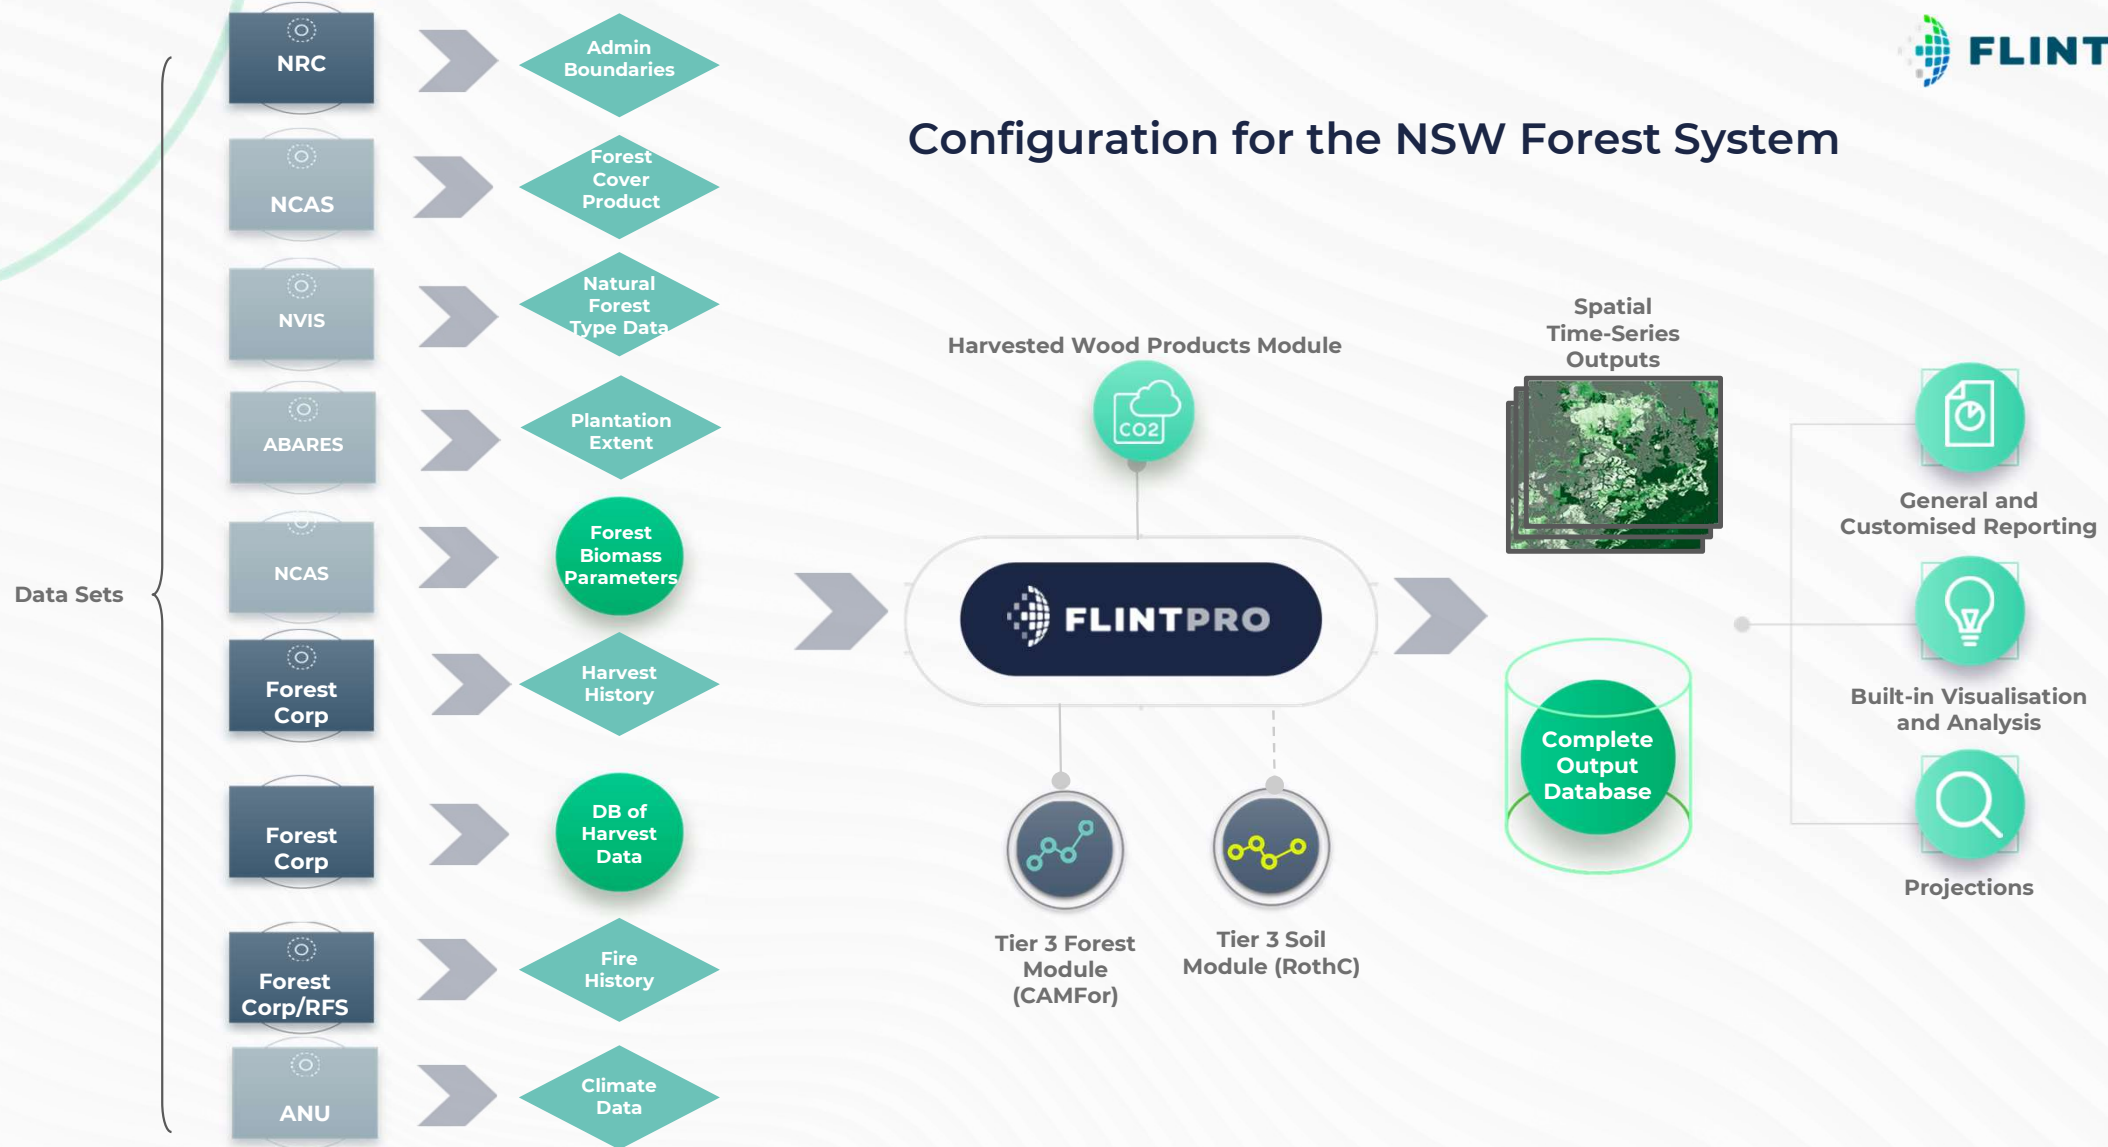 FLINT
Configuration for the NSW Forest System
Data Sets
NRC
Admin
Boundaries
NCAS
Forest
Cover
Product
NVIS
Natural
Forest
Type Data
ABARES
Plantation
Extent
NCAS
Forest
Biomass
Parameters
Forest
Corp
Harvest
History
Forest
Corp
DB of
Harvest
Data
Forest
Corp/RFS
Fire
History
ANU
Climate
Data
Harvested Wood Products Module
CO2
FLINTPRO
Tier 3 Forest
Module
(CAMFor)
Tier 3 Soil
Module (RothC)
Spatial
Time-Series
Outputs
Complete
Output
Database
General and
Customised Reporting
Built-in Visualisation
and Analysis
Projections